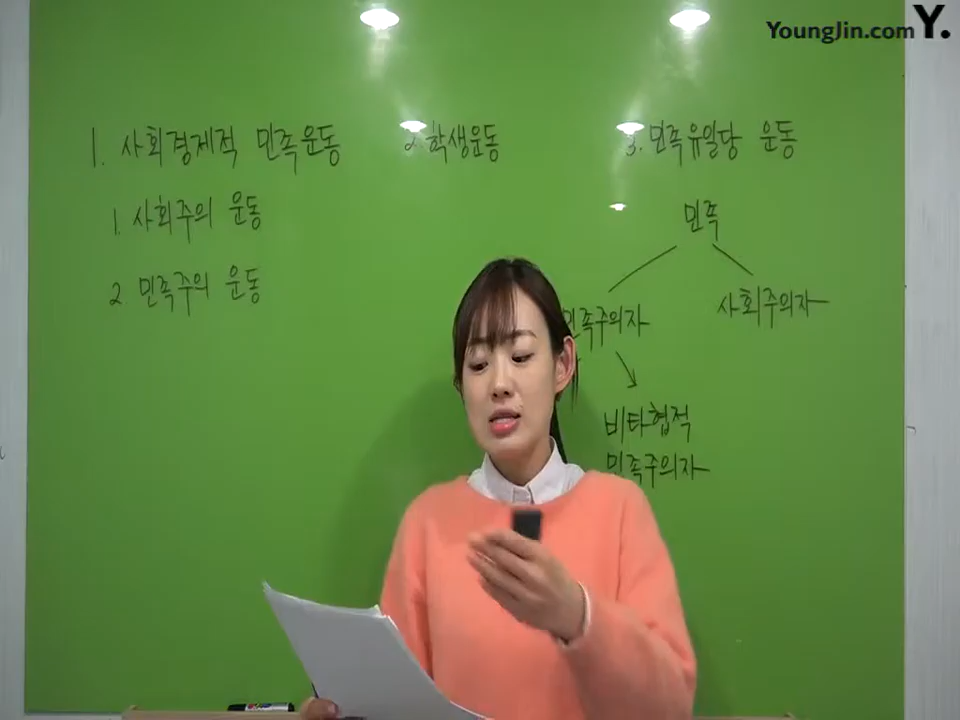 YoungJin.com Y.
1. 사회경제적 민족운동
2. 학생운동
3. 민족유일당 운동
1. 사회주의 운동
2 민족주의 운동
민족
민족주의자
사회주의자
비타협적
민족주의자